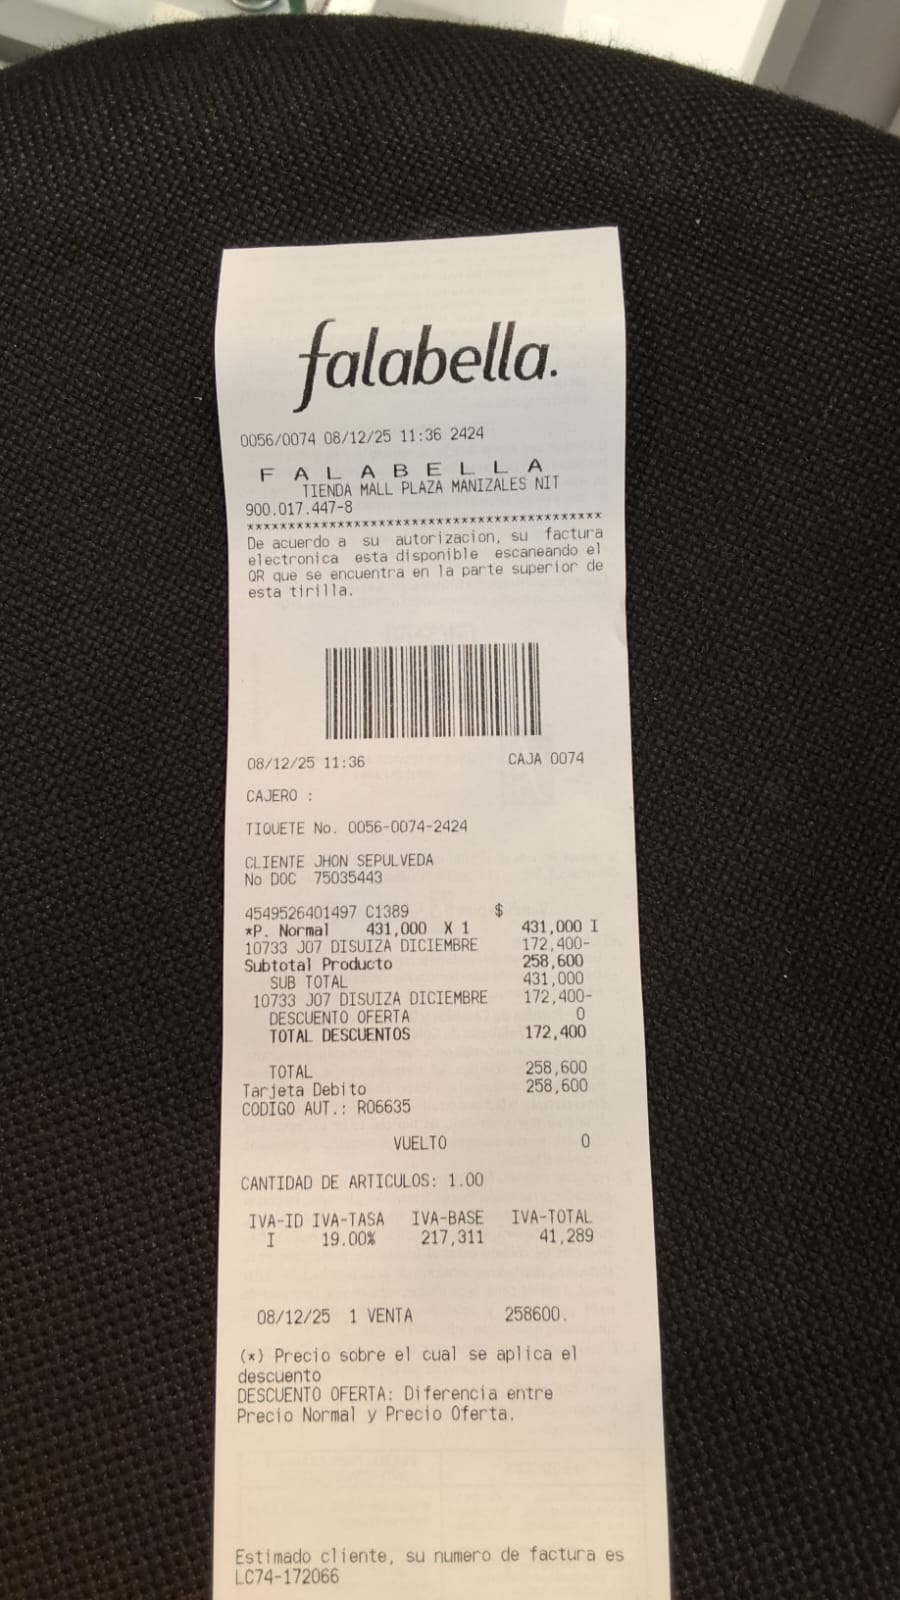 falabella.
0056/0074 08/12/25 11:36 2424
F A L A B E L L A
TIENDA MALL PLAZA MANIZALES NIT
900.017.447-8
*******************************************
De acuerdo a su autorizacion, su factura
electronica esta disponible escaneando el
QR que se encuentra en la parte superior de
esta tirilla.
08/12/25 11:36 CAJA 0074
CAJERO :
TIQUETE No. 0056-0074-2424
CLIENTE JHON SEPULVEDA
No DOC 75035443
4549526401497 C1389 $
*P. Normal 431,000 X 1 431,000 I
10733 J07 DISUIZA DICIEMBRE 172,400-
Subtotal Producto 258,600
SUB TOTAL 431,000
10733 J07 DISUIZA DICIEMBRE 172,400-
DESCUENTO OFERTA 0
TOTAL DESCUENTOS 172,400
TOTAL 258,600
Tarjeta Debito 258,600
CODIGO AUT.: R06635
VUELTO 0
CANTIDAD DE ARTICULOS: 1.00
IVA-ID IVA-TASA IVA-BASE IVA-TOTAL
I 19.00% 217,311 41,289
08/12/25 1 VENTA 258600.
(*) Precio sobre el cual se aplica el
descuento
DESCUENTO OFERTA: Diferencia entre
Precio Normal y Precio Oferta.
Estimado cliente, su numero de factura es
LC74-172066